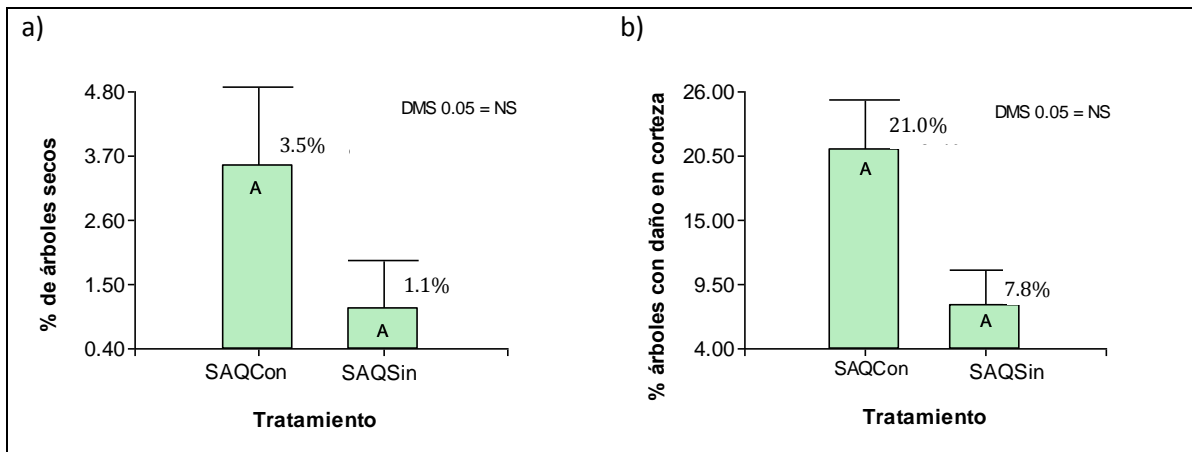 a)
% de árboles secos
4.80
3.70
2.60
1.50
0.40
DMS 0.05 = NS
3.5%
A
1.1%
A
SAQCon
SAQSin
Tratamiento
b)
% árboles con daño en corteza
26.00
20.50
15.00
9.50
4.00
DMS 0.05 = NS
21.0%
A
7.8%
A
SAQCon
SAQSin
Tratamiento